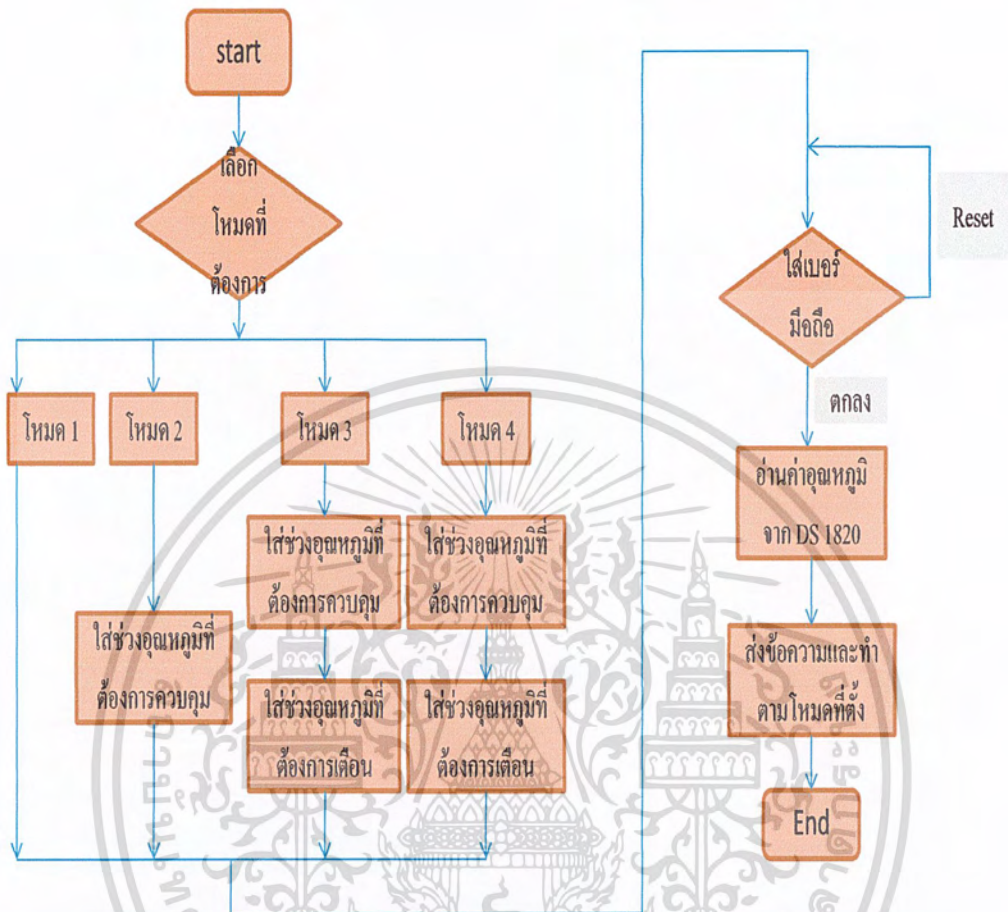 start
เลือก
โหมดที่
ต้องการ
โหมด 1
โหมด 2
โหมด 3
โหมด 4
ใส่ช่วงอุณหภูมิที่
ต้องการควบคุม
ใส่ช่วงอุณหภูมิที่
ต้องการควบคุม
ใส่ช่วงอุณหภูมิที่
ต้องการควบคุม
ใส่ช่วงอุณหภูมิที่
ต้องการเตือน
ใส่ช่วงอุณหภูมิที่
ต้องการเตือน
Reset
ใส่เบอร์
มือถือ
ตกลง
อ่านค่าอุณหภูมิ
จาก DS 1820
ส่งข้อความและทำ
ตามโหมดที่ตั้ง
End